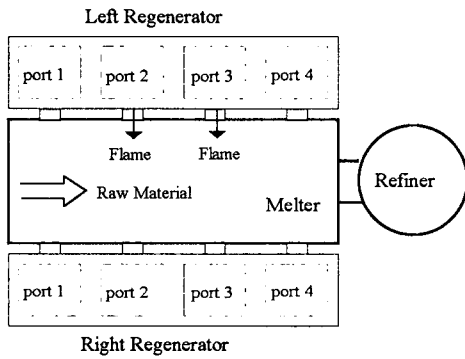 Left Regenerator
port 1 port 2 port 3 port 4
Flame Flame
Raw Material
Refiner
Melter
port 1 port 2 port 3 port 4
Right Regenerator